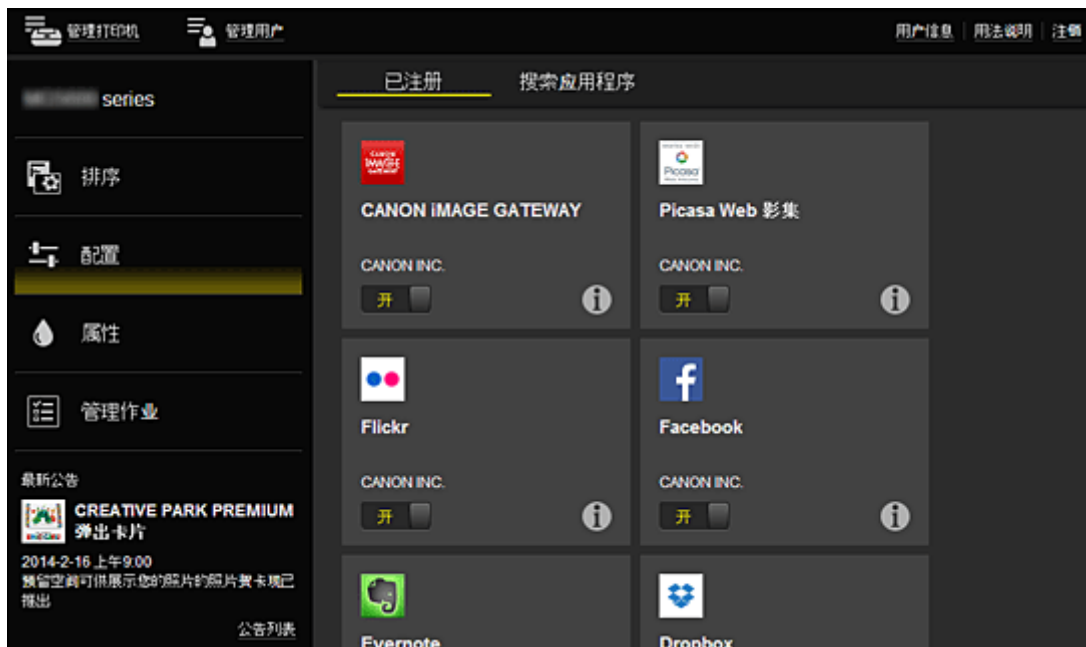 管理打印机 管理用户 用户信息 用法说明 注销
series
已注册 搜索应用程序
排序
配置
属性
管理作业
最新公告
CREATIVE PARK PREMIUM
弹出卡片
2014-2-16 上午9:00
预留空间可供展示您的照片的照片贺卡现已
推出
公告列表
CANON iMAGE GATEWAY
CANON INC.
开
Picasa
Picasa Web 影集
CANON INC.
开
Flickr
CANON INC.
开
Facebook
CANON INC.
开
Evernote
Dropbox